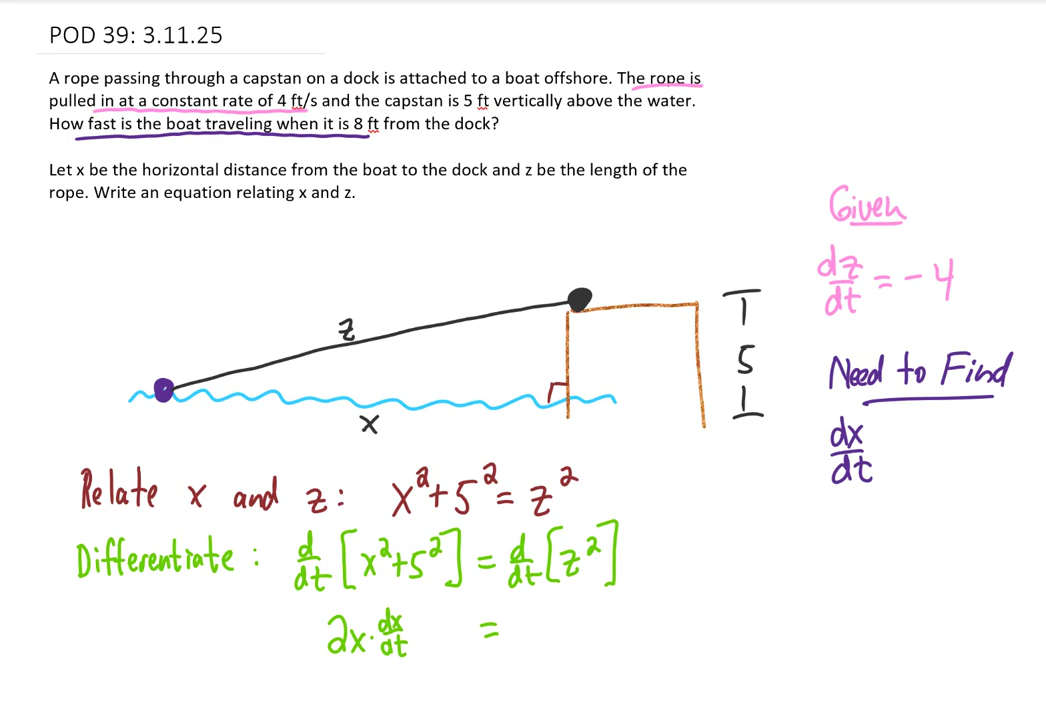 POD 39: 3.11.25
A rope passing through a capstan on a dock is attached to a boat offshore. The rope is
pulled in at a constant rate of 4 ft/s and the capstan is 5 ft vertically above the water.
How fast is the boat traveling when it is 8 ft from the dock?
Let x be the horizontal distance from the boat to the dock and z be the length of the
rope. Write an equation relating x and z.
Given
dz/dt = -4
Need to Find
dx/dt
z
5
x
Relate x and z: x²+5²=z²
Differentiate: d/dt [x²+5²] = d/dt [z²]
2x·dx/dt =